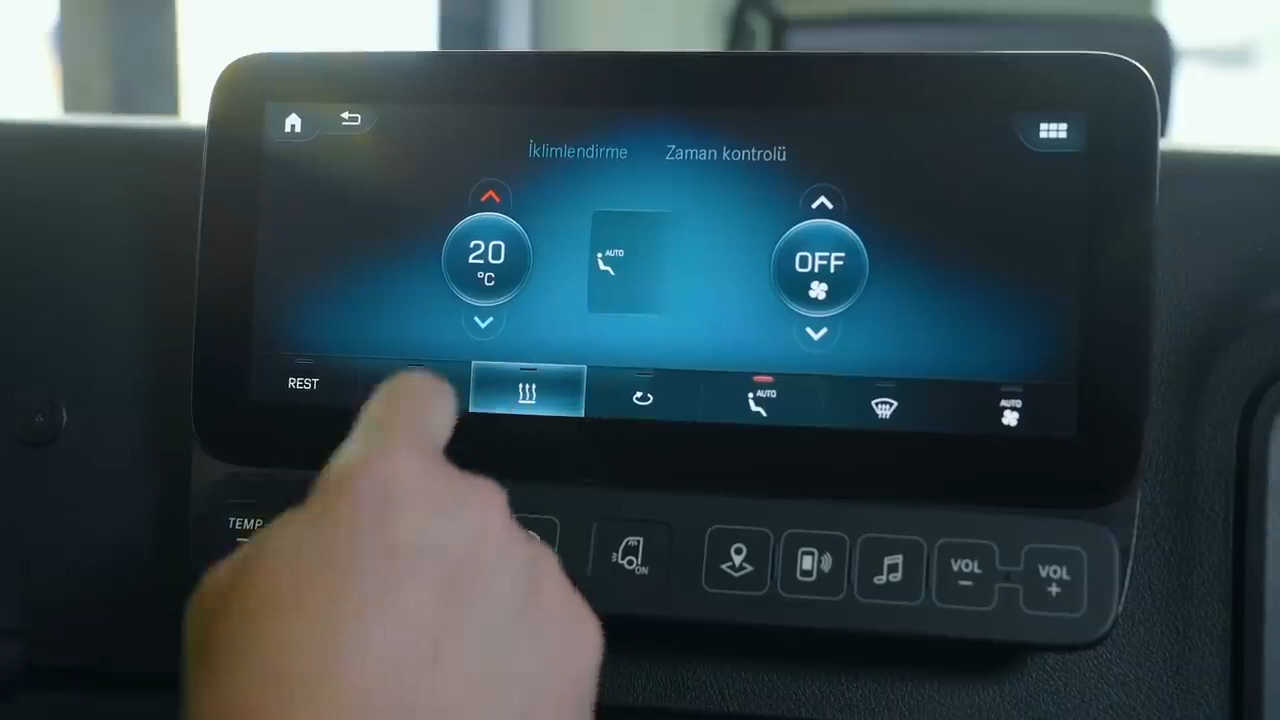 İklimlendirme Zaman kontrolü
20
°C
AUTO
OFF
REST
AUTO
AUTO
TEMP
ON
VOL
−
VOL
+